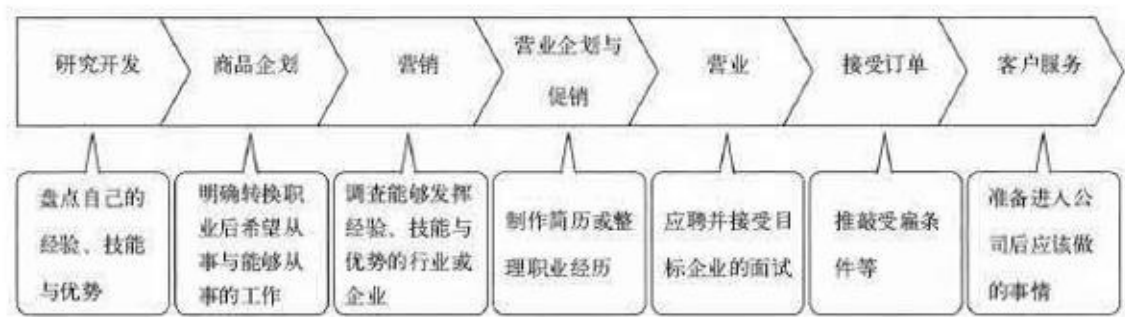 研究开发
商品企划
营销
营业企划与
促销
营业
接受订单
客户服务
盘点自己的
经验、技能
与优势
明确转换职
业后希望从
事与能够从
事的工作
调查能够发挥
经验、技能与
优势的行业或
企业
制作简历或整
理职业经历
应聘并接受目
标企业的面试
推敲受雇条
件等
准备进入公
司后应该做
的事情